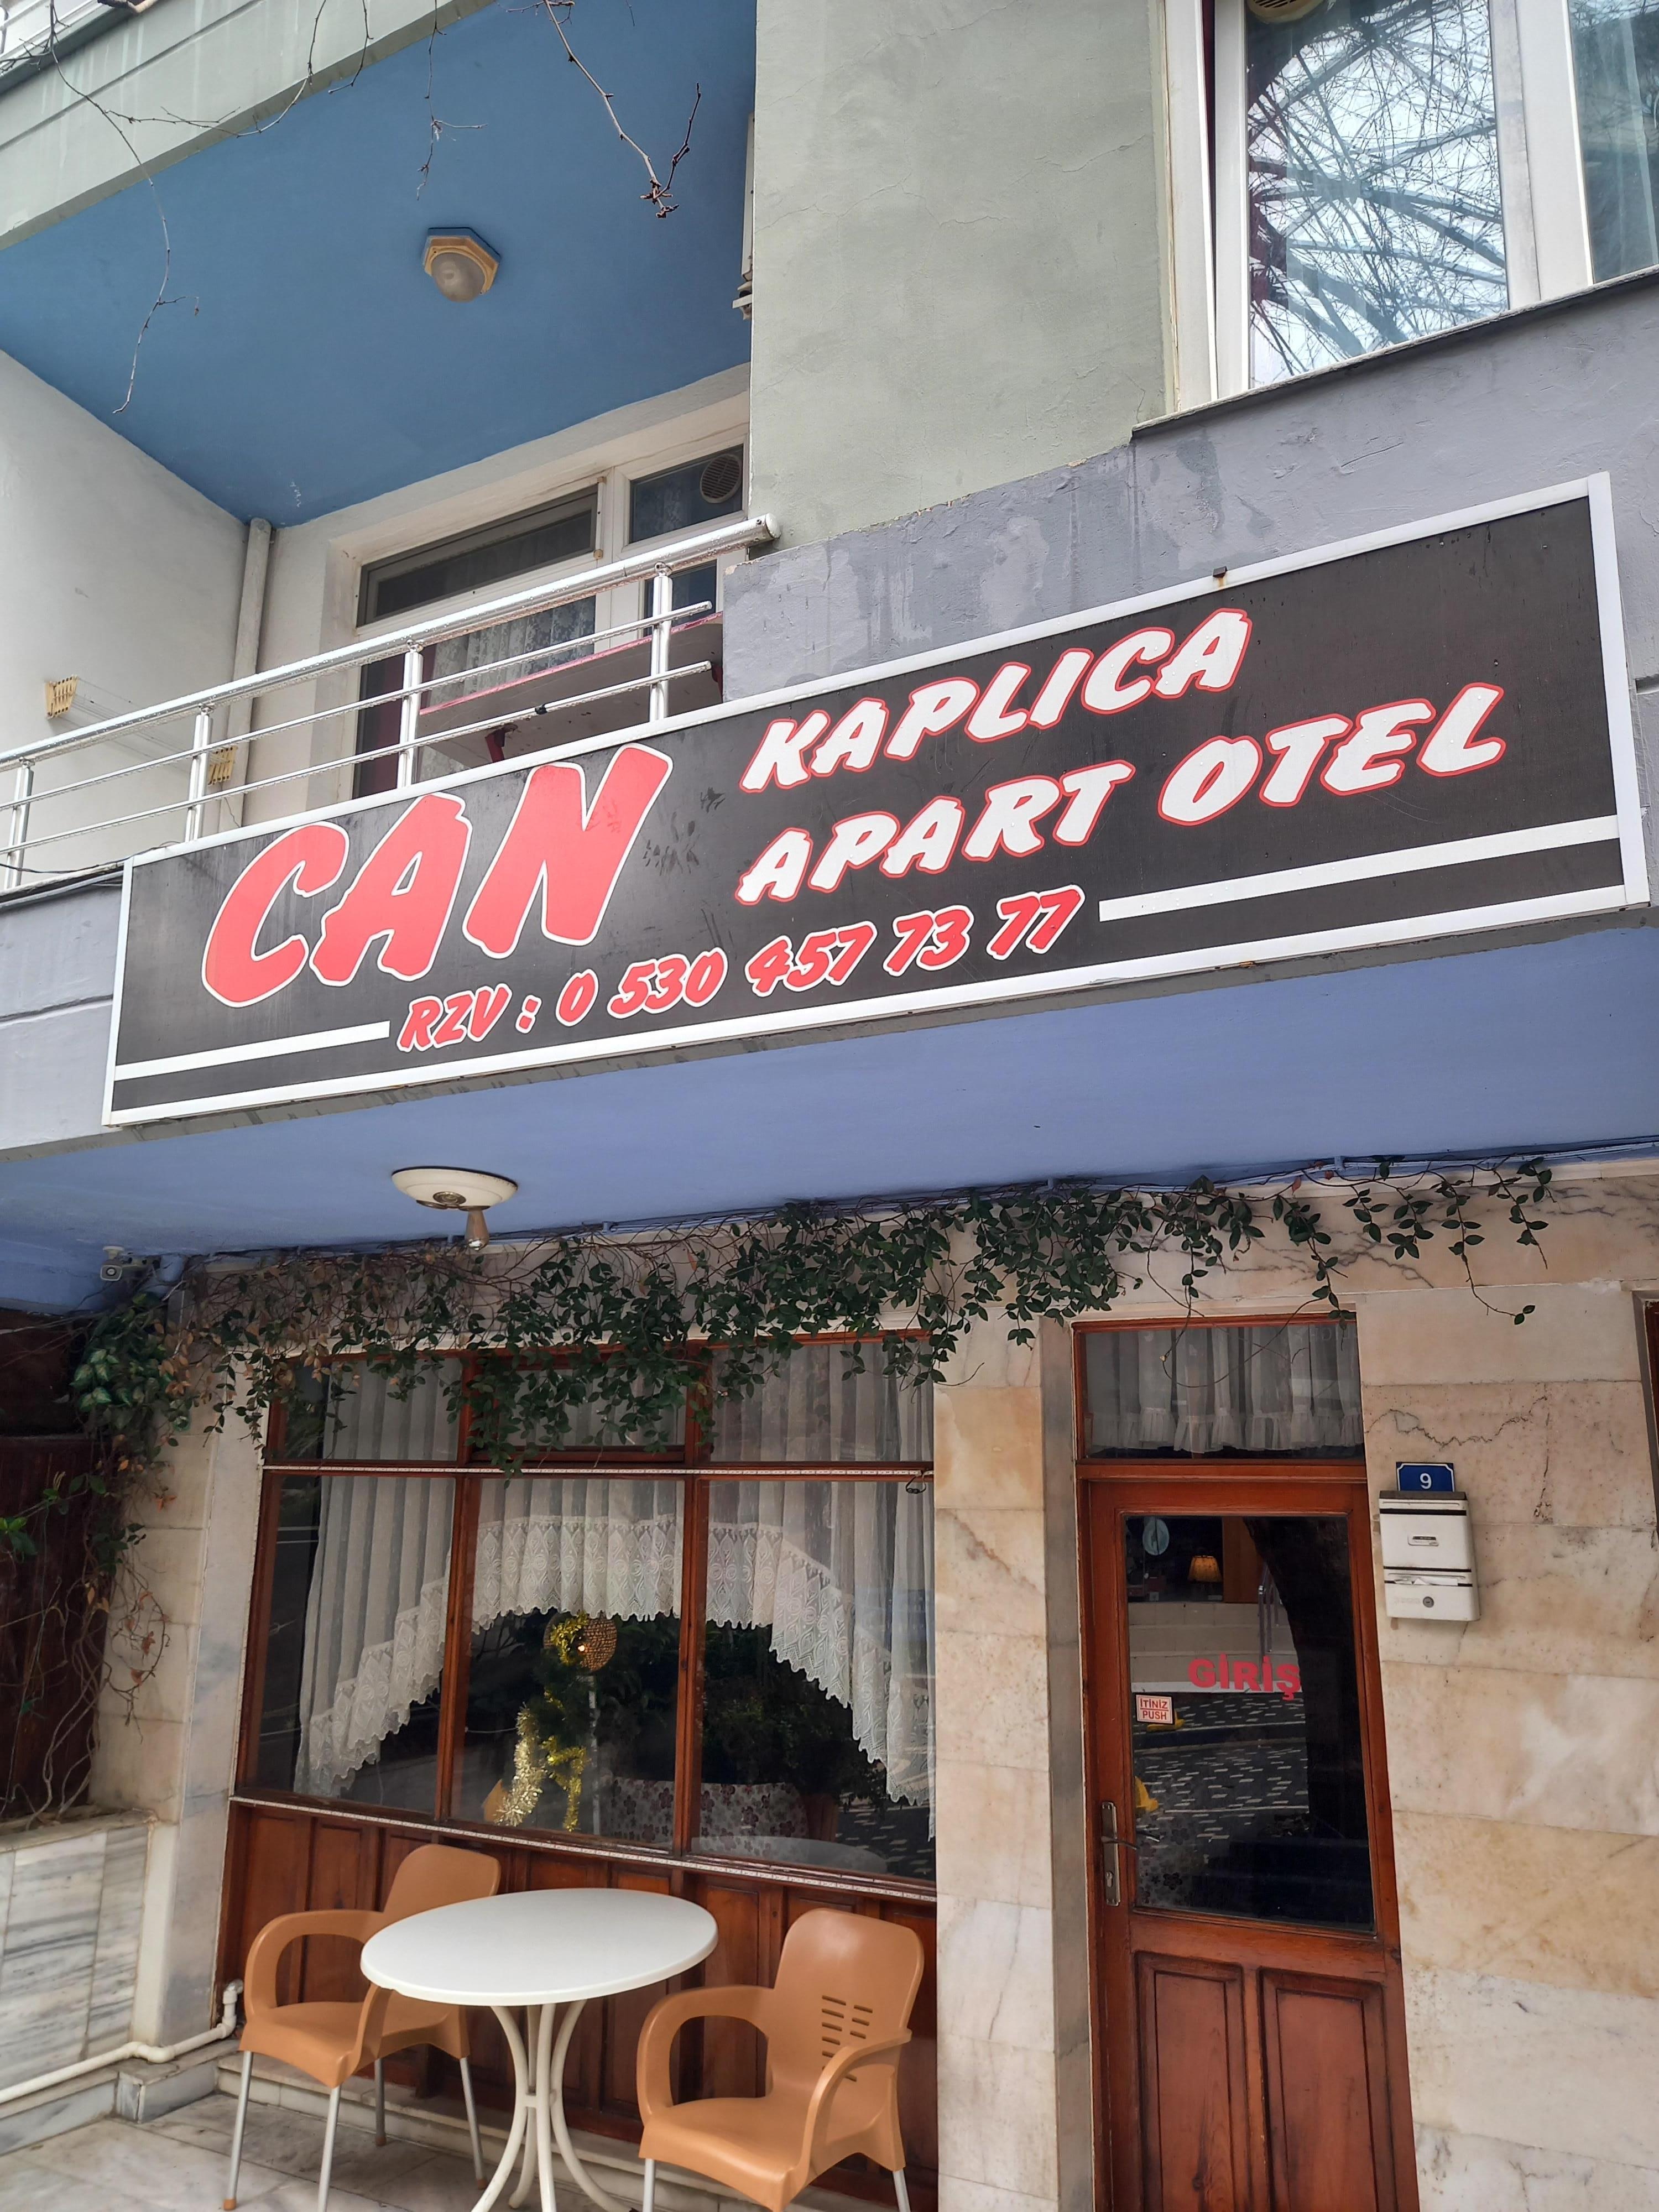 CAN
KAPLICA
APART OTEL
RZV : 0 530 457 73 77
9
GİRİŞ
İTİNİZ
PUSH